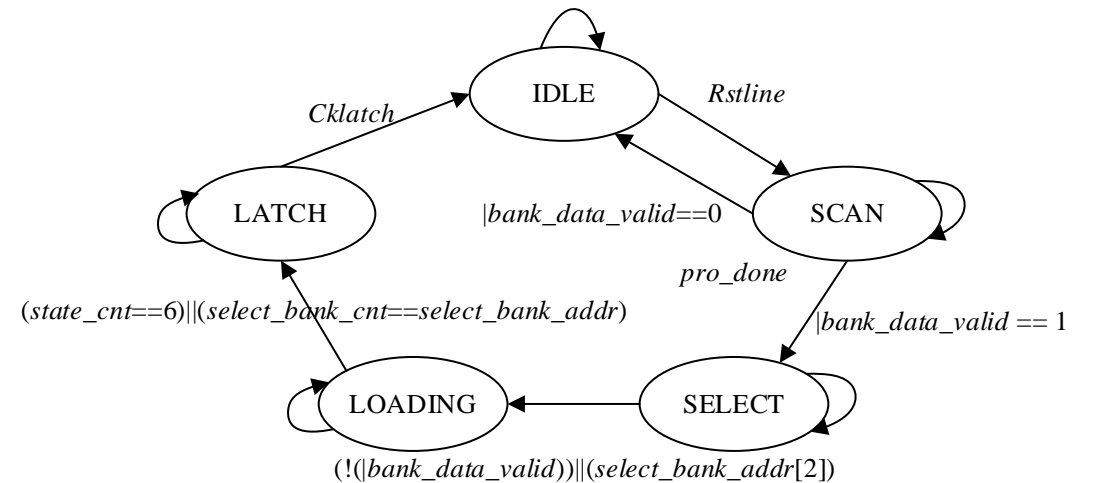 IDLE
Rstline
Cklatch
LATCH
|bank_data_valid==0
SCAN
pro_done
(state_cnt==6)||(select_bank_cnt==select_bank_addr)
|bank_data_valid == 1
LOADING
SELECT
(!(|bank_data_valid))||(select_bank_addr[2])